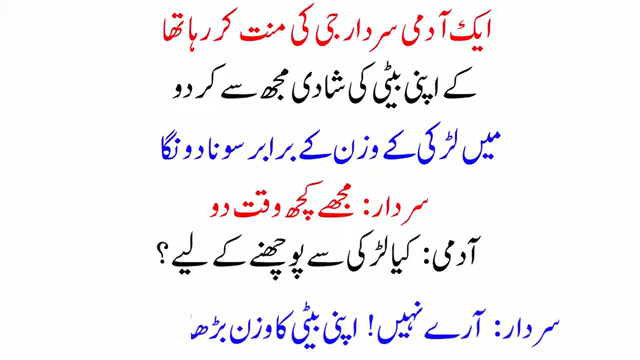 ایک آدمی سردار جی کی منت کر رہا تھا
کے اپنی بیٹی کی شادی مجھ سے کر دو
میں لڑکی کے وزن کے برابر سونا دونگا
سردار: مجھے کچھ وقت دو
آدمی: کیا لڑکی سے پوچھنے کے لیے؟
سردار: آرے نہیں! اپنی بیٹی کا وزن بڑھا